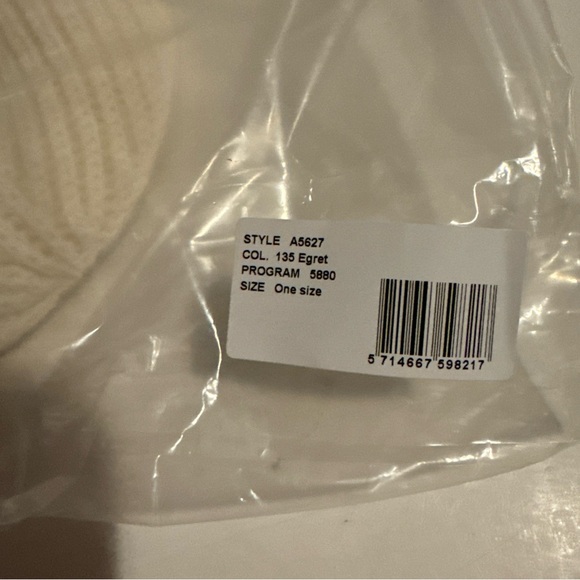 STYLE A5627
COL. 135 Egret
PROGRAM 5880
SIZE One size
5 714667 598217